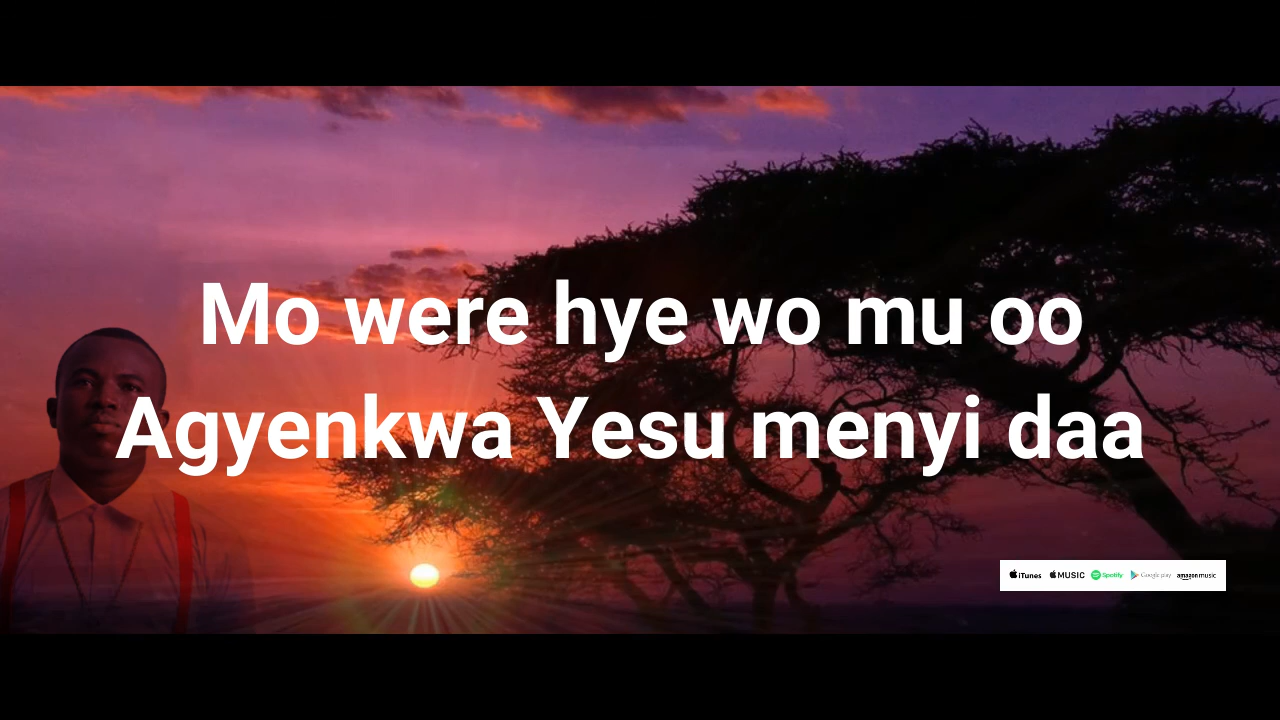 Mo were hye wo mu oo
Agyenkwa Yesu menyi daa
iTunes MUSIC Spotify Google play amazon music